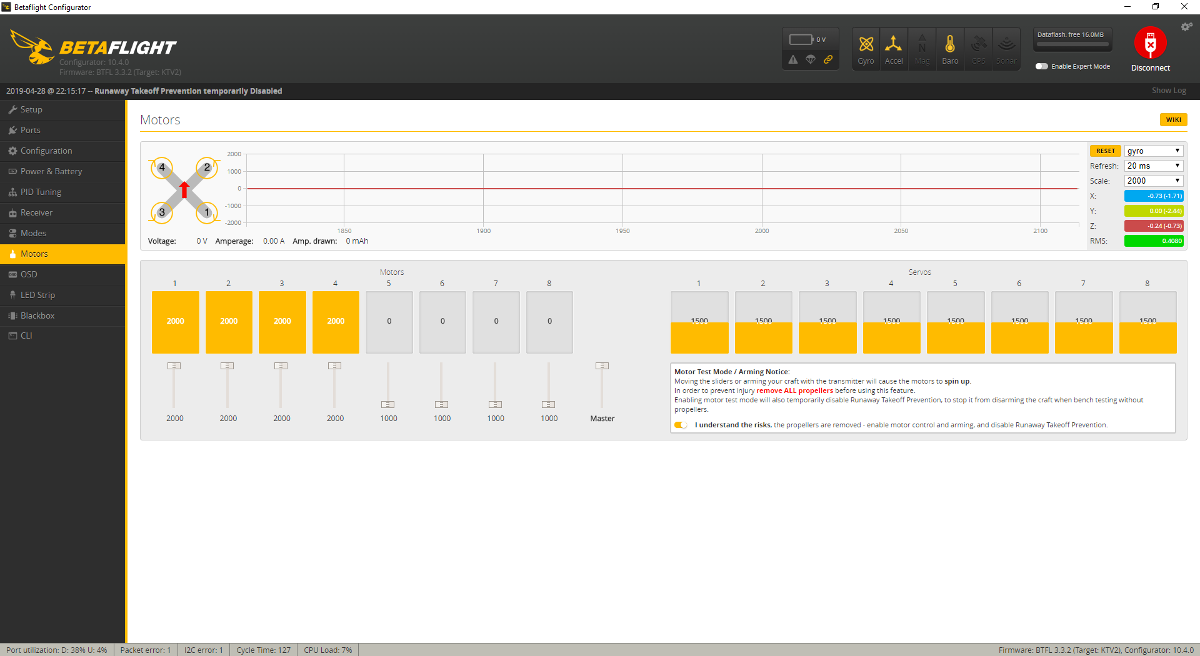 Betaflight Configurator
BETAFLIGHT
Configurator: 10.4.0
Firmware: BTFL 3.3.2 (Target: KTV2)
0 V
Gyro Accel Mag Baro GPS Sonar
Dataflash: free 16.0MB
Enable Expert Mode
Disconnect
2019-04-28 @ 22:15:17 -- Runaway Takeoff Prevention temporarily Disabled
Show Log
Setup
Ports
Configuration
Power & Battery
PID Tuning
Receiver
Modes
Motors
OSD
LED Strip
Blackbox
CLI
Motors
WIKI
4 2
3 1
2000
1000
0
-1000
-2000
1850 1900 1950 2000 2050 2100
RESET gyro
Refresh: 20 ms
Scale: 2000
X: -0.73 (-1.71)
Y: 0.00 (-2.44)
Z: -0.24 (-0.73)
RMS: 0.4080
Voltage: 0 V Amperage: 0.00 A Amp. drawn: 0 mAh
Motors
1 2 3 4 5 6 7 8
2000 2000 2000 2000 0 0 0 0
2000 2000 2000 2000 1000 1000 1000 1000 Master
Servos
1 2 3 4 5 6 7 8
1500 1500 1500 1500 1500 1500 1500 1500
Motor Test Mode / Arming Notice:
Moving the sliders or arming your craft with the transmitter will cause the motors to spin up.
In order to prevent injury remove ALL propellers before using this feature.
Enabling motor test mode will also temporarily disable Runaway Takeoff Prevention, to stop it from disarming the craft when bench testing without
propellers.
I understand the risks, the propellers are removed - enable motor control and arming, and disable Runaway Takeoff Prevention.
Port utilization: D: 38% U: 4% Packet error: 1 I2C error: 1 Cycle Time: 127 CPU Load: 7%
Firmware: BTFL 3.3.2 (Target: KTV2), Configurator: 10.4.0